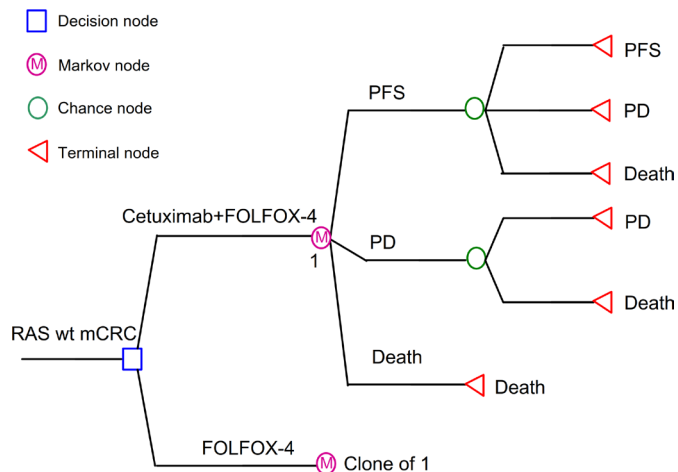 Decision node
M Markov node
Chance node
Terminal node
PFS
PFS
PD
Death
Cetuximab+FOLFOX-4
M
1
PD
PD
Death
RAS wt mCRC
Death
Death
FOLFOX-4
M Clone of 1